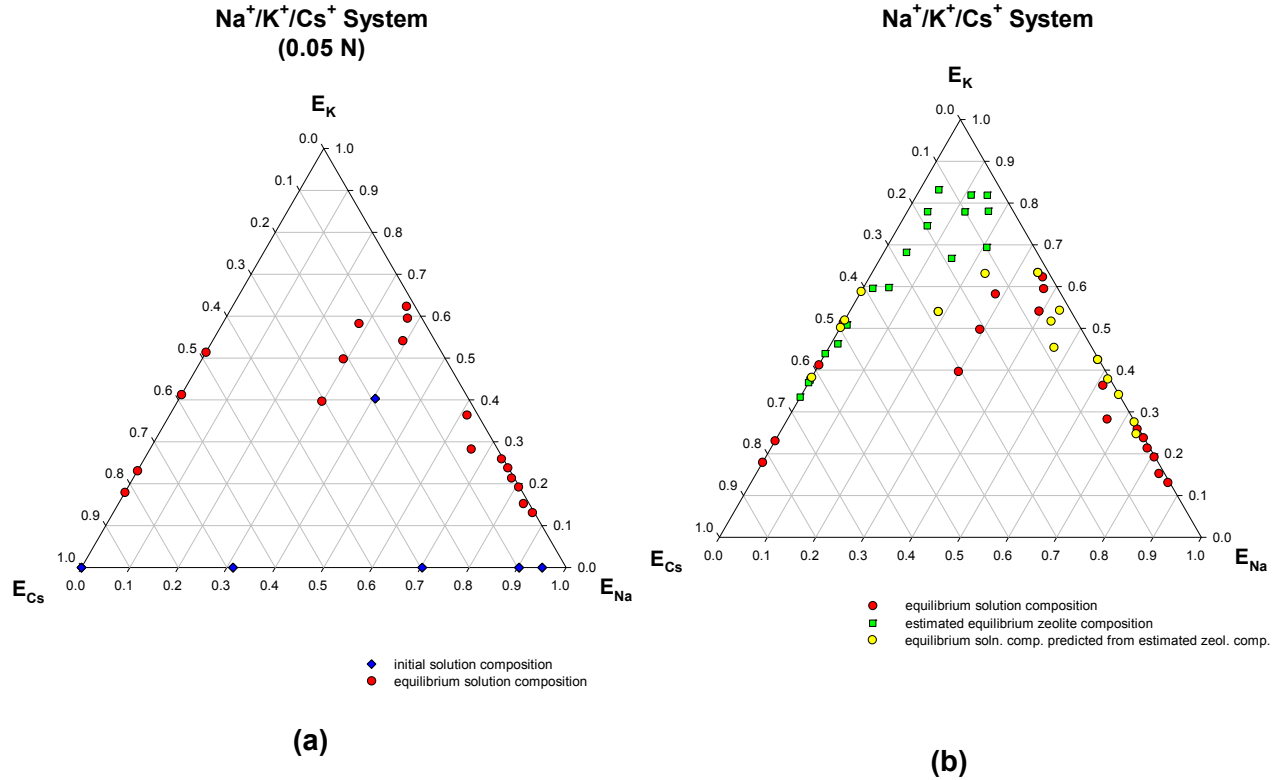 Na+/K+/Cs+ System
(0.05 N)
EK
0.0 1.0
0.1 0.9
0.2 0.8
0.3 0.7
0.4 0.6
0.5 0.5
0.6 0.4
0.7 0.3
0.8 0.2
0.9 0.1
1.0 0.0
0.0 0.1 0.2 0.3 0.4 0.5 0.6 0.7 0.8 0.9 1.0
ECs ENa
initial solution composition
equilibrium solution composition
(a)
Na+/K+/Cs+ System
EK
0.0 1.0
0.1 0.9
0.2 0.8
0.3 0.7
0.4 0.6
0.5 0.5
0.6 0.4
0.7 0.3
0.8 0.2
0.9 0.1
1.0 0.0
0.0 0.1 0.2 0.3 0.4 0.5 0.6 0.7 0.8 0.9 1.0
ECs ENa
equilibrium solution composition
estimated equilibrium zeolite composition
equilibrium soln. comp. predicted from estimated zeol. comp.
(b)